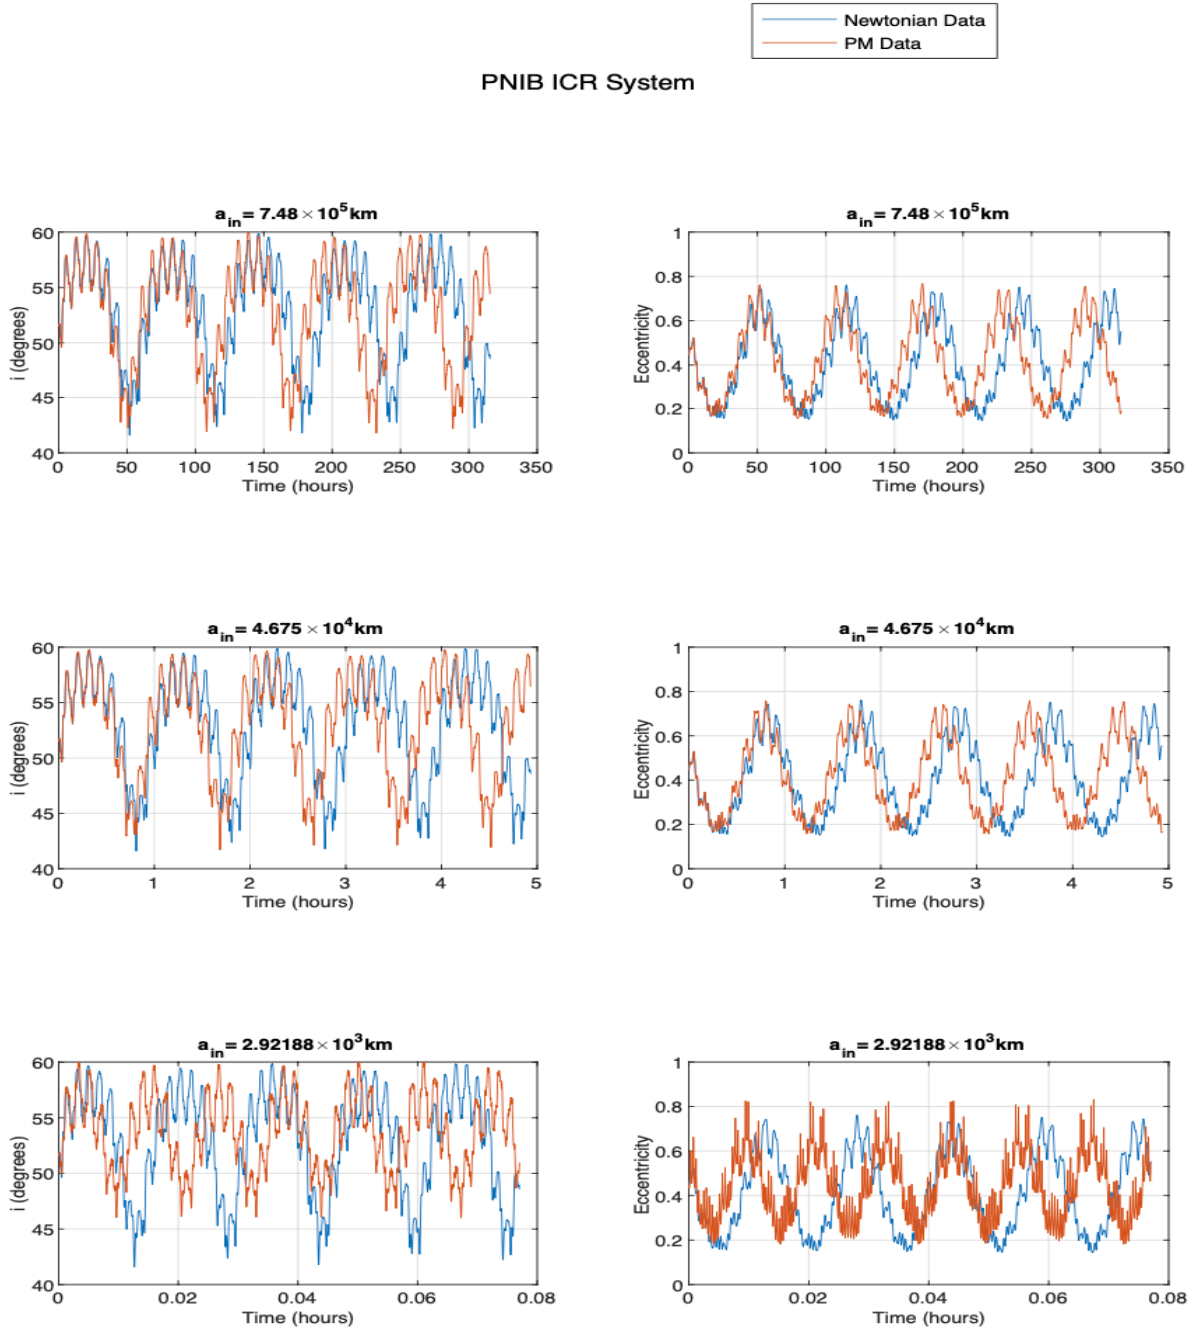 Newtonian Data
PM Data
PNIB ICR System
a_in = 7.48 × 10^5 km
60
55
50
45
40
i (degrees)
0 50 100 150 200 250 300 350
Time (hours)
a_in = 7.48 × 10^5 km
1
0.8
0.6
0.4
0.2
0
Eccentricity
0 50 100 150 200 250 300 350
Time (hours)
a_in = 4.675 × 10^4 km
60
55
50
45
40
i (degrees)
0 1 2 3 4 5
Time (hours)
a_in = 4.675 × 10^4 km
1
0.8
0.6
0.4
0.2
0
Eccentricity
0 1 2 3 4 5
Time (hours)
a_in = 2.92188 × 10^3 km
60
55
50
45
40
i (degrees)
0 0.02 0.04 0.06 0.08
Time (hours)
a_in = 2.92188 × 10^3 km
1
0.8
0.6
0.4
0.2
0
Eccentricity
0 0.02 0.04 0.06 0.08
Time (hours)